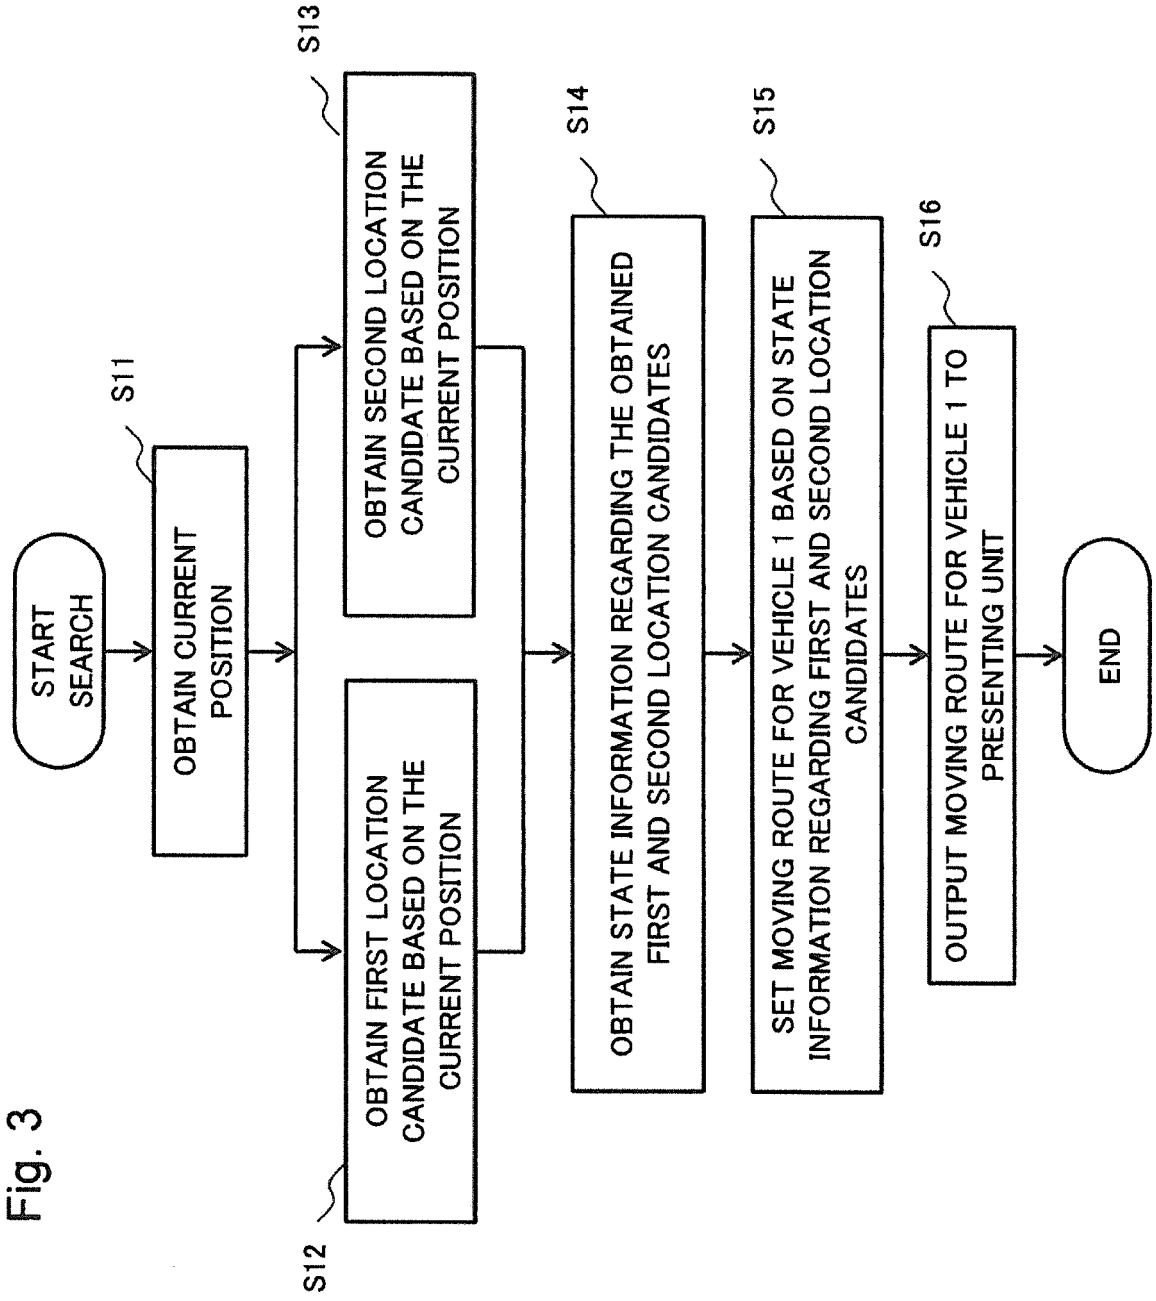 Fig. 3
START
SEARCH
S11
OBTAIN CURRENT
POSITION
S12
OBTAIN FIRST LOCATION
CANDIDATE BASED ON THE
CURRENT POSITION
S13
OBTAIN SECOND LOCATION
CANDIDATE BASED ON THE
CURRENT POSITION
S14
OBTAIN STATE INFORMATION REGARDING THE OBTAINED
FIRST AND SECOND LOCATION CANDIDATES
S15
SET MOVING ROUTE FOR VEHICLE 1 BASED ON STATE
INFORMATION REGARDING FIRST AND SECOND LOCATION
CANDIDATES
S16
OUTPUT MOVING ROUTE FOR VEHICLE 1 TO
PRESENTING UNIT
END